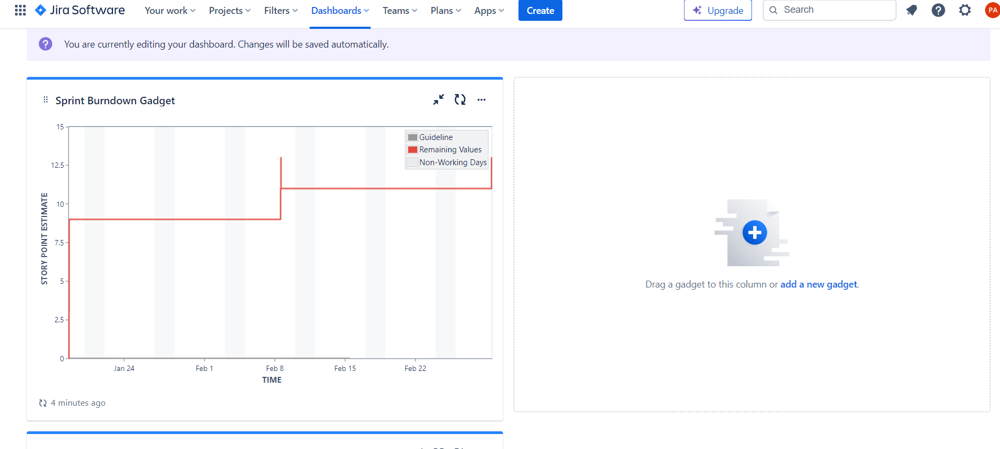 Jira Software Your work Projects Filters Dashboards Teams Plans Apps Create Upgrade Search PA
You are currently editing your dashboard. Changes will be saved automatically.
Sprint Burndown Gadget
15
12.5
10
7.5
5
2.5
0
STORY POINT ESTIMATE
Guideline
Remaining Values
Non-Working Days
Jan 24 Feb 1 Feb 8 Feb 15 Feb 22
TIME
4 minutes ago
Drag a gadget to this column or add a new gadget.